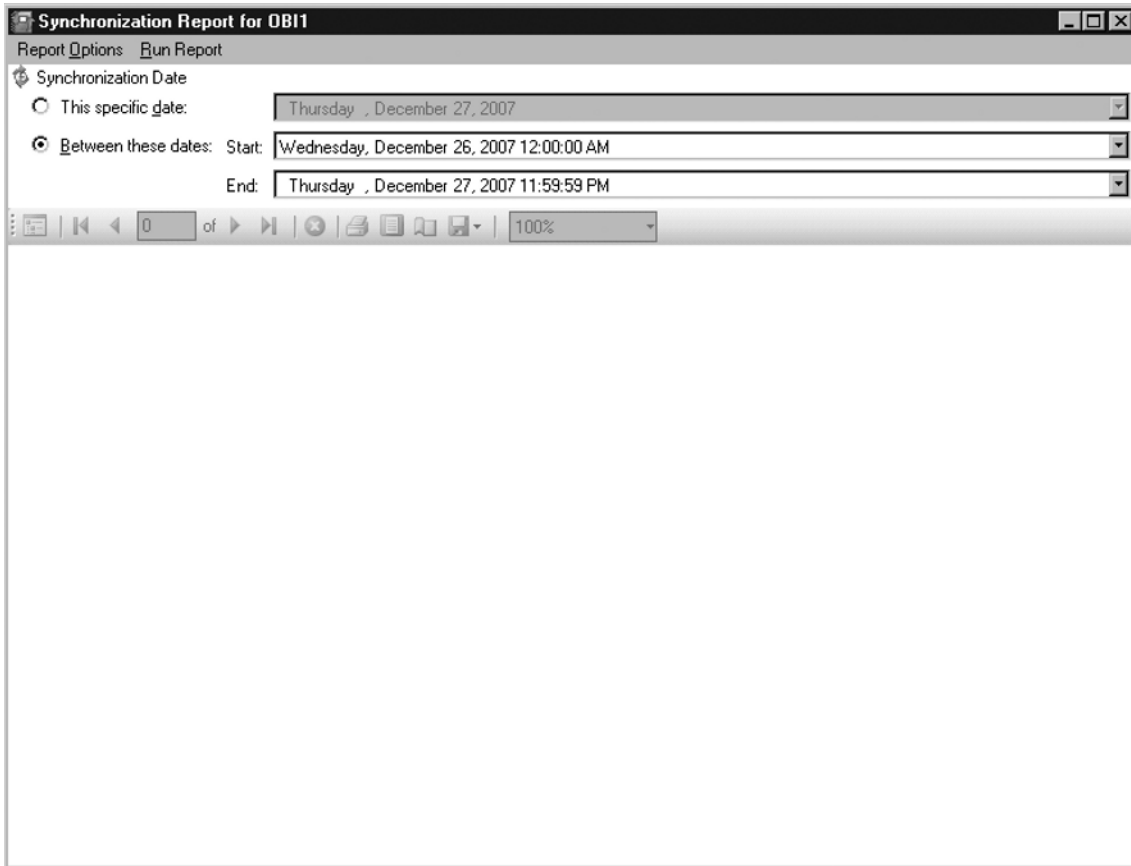 Synchronization Report for OBI1
Report Options Run Report
Synchronization Date
This specific date: Thursday , December 27, 2007
Between these dates: Start: Wednesday, December 26, 2007 12:00:00 AM
End: Thursday , December 27, 2007 11:59:59 PM
0 of 100%